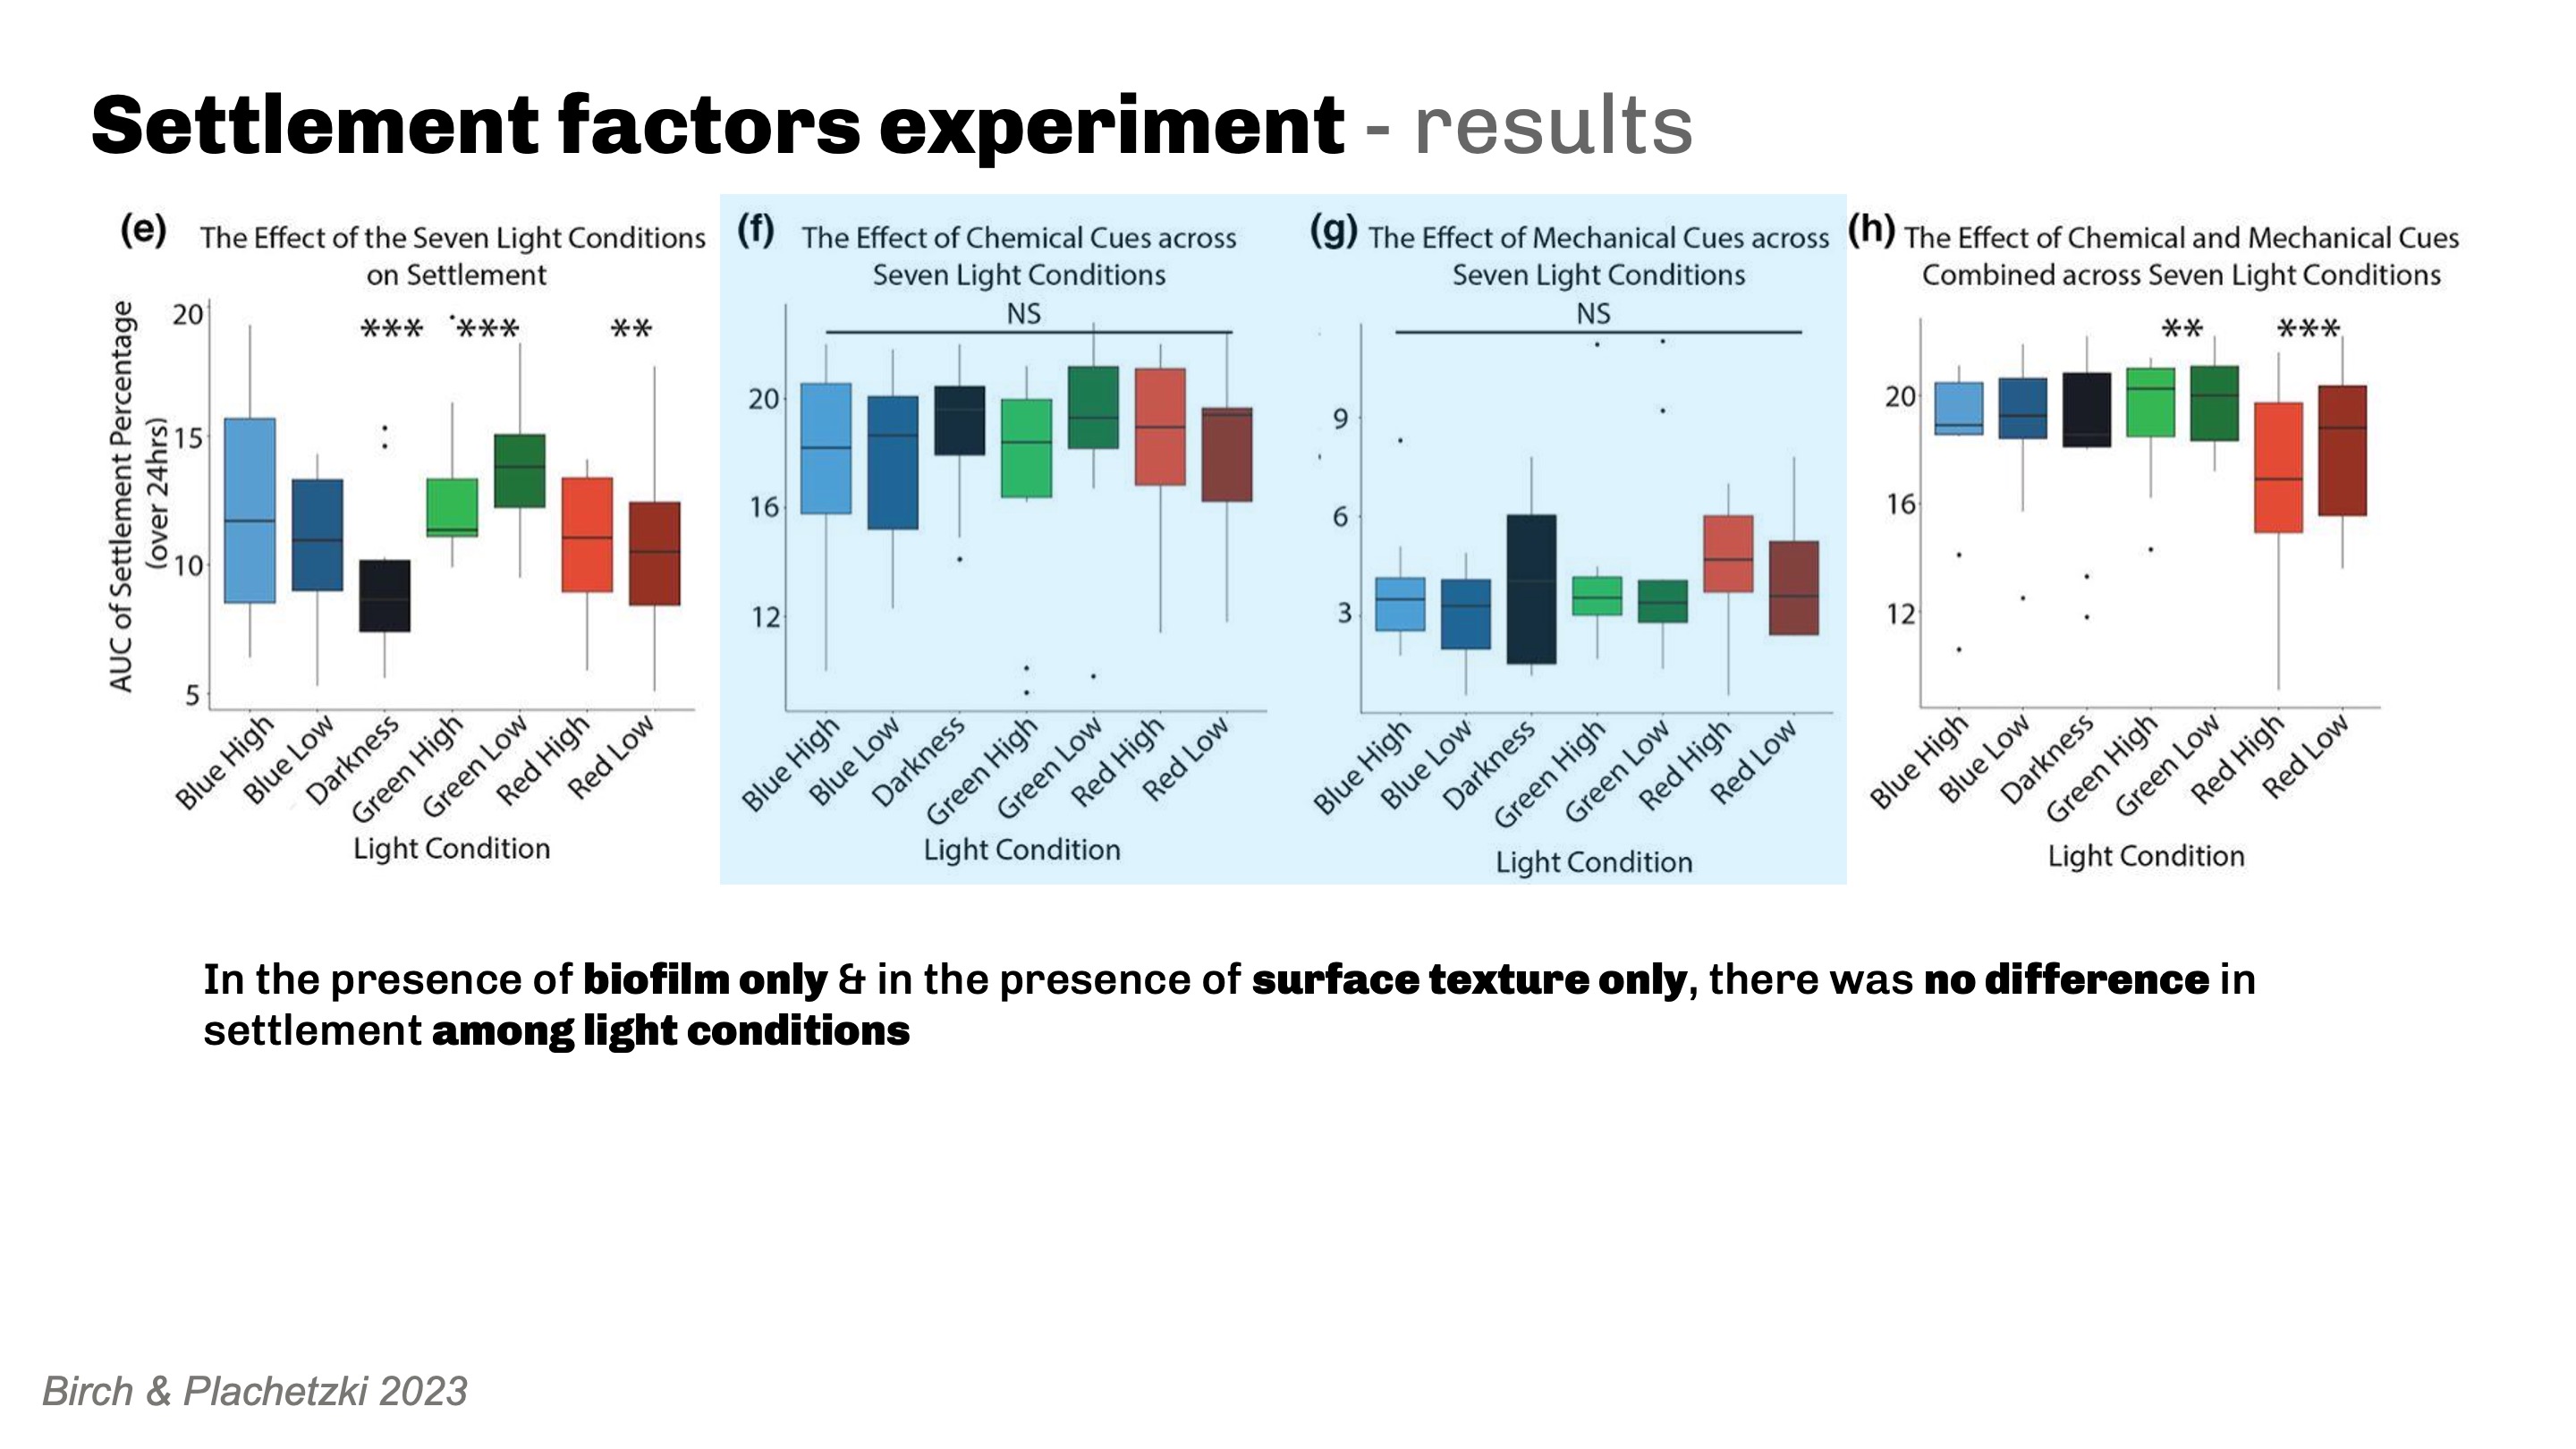 Settlement factors experiment - results
(e) The Effect of the Seven Light Conditions
on Settlement
AUC of Settlement Percentage
(over 24hrs)
20
15
10
5
*** *** **
Blue High
Blue Low
Darkness
Green High
Green Low
Red High
Red Low
Light Condition
(f) The Effect of Chemical Cues across
Seven Light Conditions
NS
20
16
12
Blue High
Blue Low
Darkness
Green High
Green Low
Red High
Red Low
Light Condition
(g) The Effect of Mechanical Cues across
Seven Light Conditions
NS
9
6
3
Blue High
Blue Low
Darkness
Green High
Green Low
Red High
Red Low
Light Condition
(h) The Effect of Chemical and Mechanical Cues
Combined across Seven Light Conditions
** ***
20
16
12
Blue High
Blue Low
Darkness
Green High
Green Low
Red High
Red Low
Light Condition
In the presence of biofilm only & in the presence of surface texture only, there was no difference in
settlement among light conditions
Birch & Plachetzki 2023